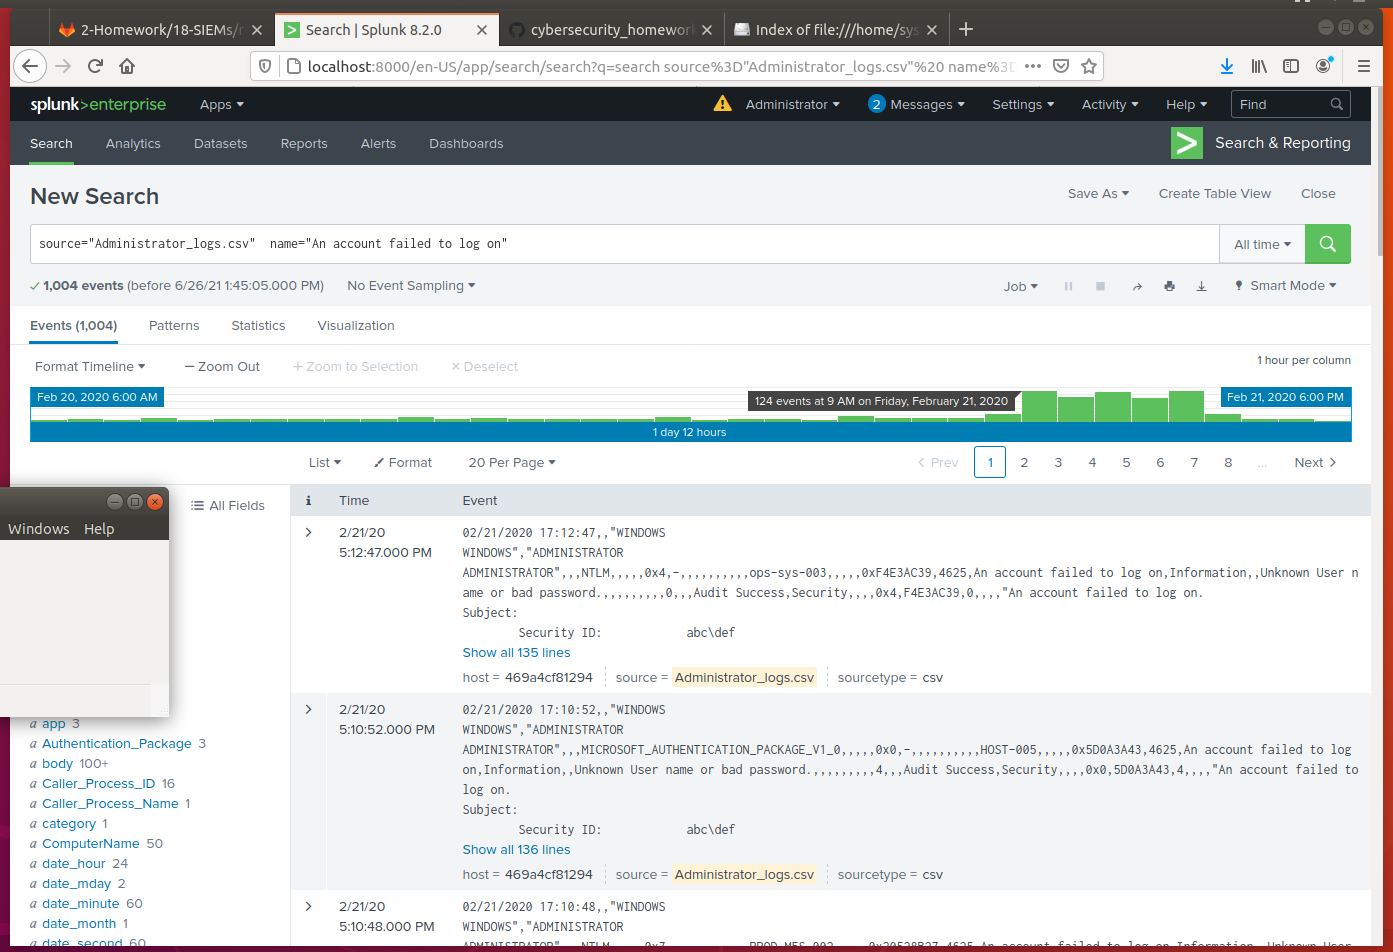 2-Homework/18-SIEMs/r
Search | Splunk 8.2.0
cybersecurity_homework
Index of file:///home/sys
localhost:8000/en-US/app/search/search?q=search source%3D"Administrator_logs.csv"%20 name%3D
splunk>enterprise
Apps
Administrator
2 Messages
Settings
Activity
Help
Find
Search
Analytics
Datasets
Reports
Alerts
Dashboards
Search & Reporting
New Search
Save As
Create Table View
Close
source="Administrator_logs.csv"  name="An account failed to log on"
All time
1,004 events (before 6/26/21 1:45:05.000 PM)
No Event Sampling
Job
Smart Mode
Events (1,004)
Patterns
Statistics
Visualization
Format Timeline
— Zoom Out
+ Zoom to Selection
× Deselect
1 hour per column
Feb 20, 2020 6:00 AM
124 events at 9 AM on Friday, February 21, 2020
Feb 21, 2020 6:00 PM
1 day 12 hours
List
Format
20 Per Page
< Prev
1
2
3
4
5
6
7
8
...
Next >
Windows
Help
All Fields
i
Time
Event
2/21/20
5:12:47.000 PM
02/21/2020 17:12:47,,"WINDOWS
WINDOWS","ADMINISTRATOR
ADMINISTRATOR",,,NTLM,,,,,0x4,-,,,,,,,,,,ops-sys-003,,,,,0xF4E3AC39,4625,An account failed to log on,Information,,Unknown User n
ame or bad password.,,,,,,,,,,0,,,Audit Success,Security,,,,0x4,F4E3AC39,0,,,,"An account failed to log on.
Subject:
Security ID: abc\def
Show all 135 lines
host = 469a4cf81294
source = Administrator_logs.csv
sourcetype = csv
2/21/20
5:10:52.000 PM
02/21/2020 17:10:52,,"WINDOWS
WINDOWS","ADMINISTRATOR
ADMINISTRATOR",,,MICROSOFT_AUTHENTICATION_PACKAGE_V1_0,,,,,0x0,-,,,,,,,,,,HOST-005,,,,,0x5D0A3A43,4625,An account failed to log
on,Information,,Unknown User name or bad password.,,,,,,,,,,4,,,Audit Success,Security,,,,0x0,5D0A3A43,4,,,,"An account failed to
log on.
Subject:
Security ID: abc\def
Show all 136 lines
host = 469a4cf81294
source = Administrator_logs.csv
sourcetype = csv
2/21/20
5:10:48.000 PM
02/21/2020 17:10:48,,"WINDOWS
WINDOWS","ADMINISTRATOR
a app 3
a Authentication_Package 3
a body 100+
a Caller_Process_ID 16
a Caller_Process_Name 1
a category 1
a ComputerName 50
a date_hour 24
a date_mday 2
a date_minute 60
a date_month 1
a date_second 60